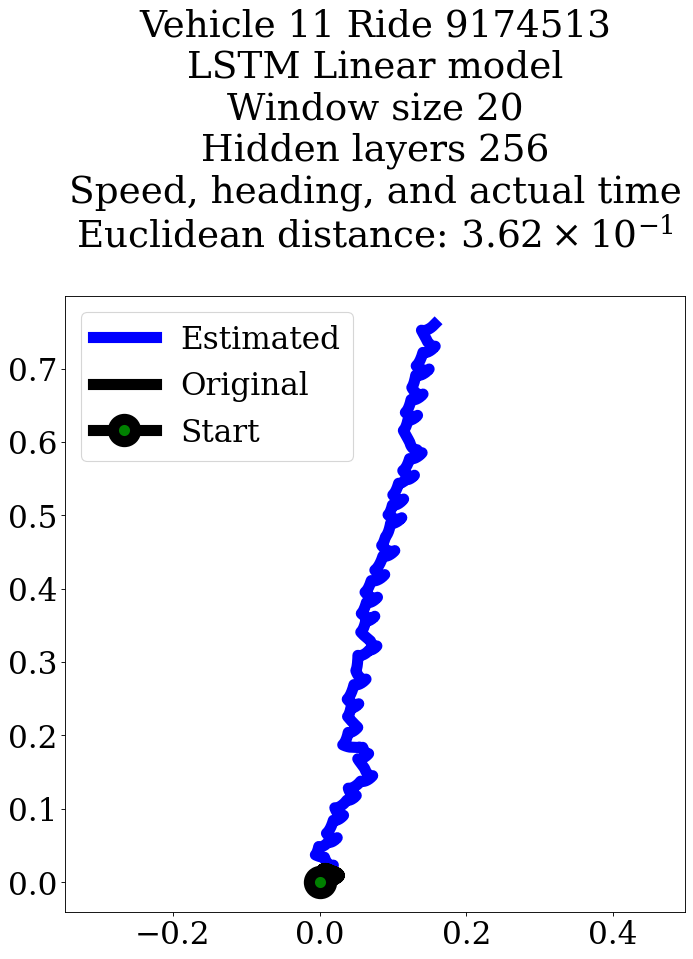 Vehicle 11 Ride 9174513
LSTM Linear model
Window size 20
Hidden layers 256
Speed, heading, and actual time
Euclidean distance: 3.62 × 10⁻¹
Estimated
Original
Start
0.7
0.6
0.5
0.4
0.3
0.2
0.1
0.0
−0.2 0.0 0.2 0.4